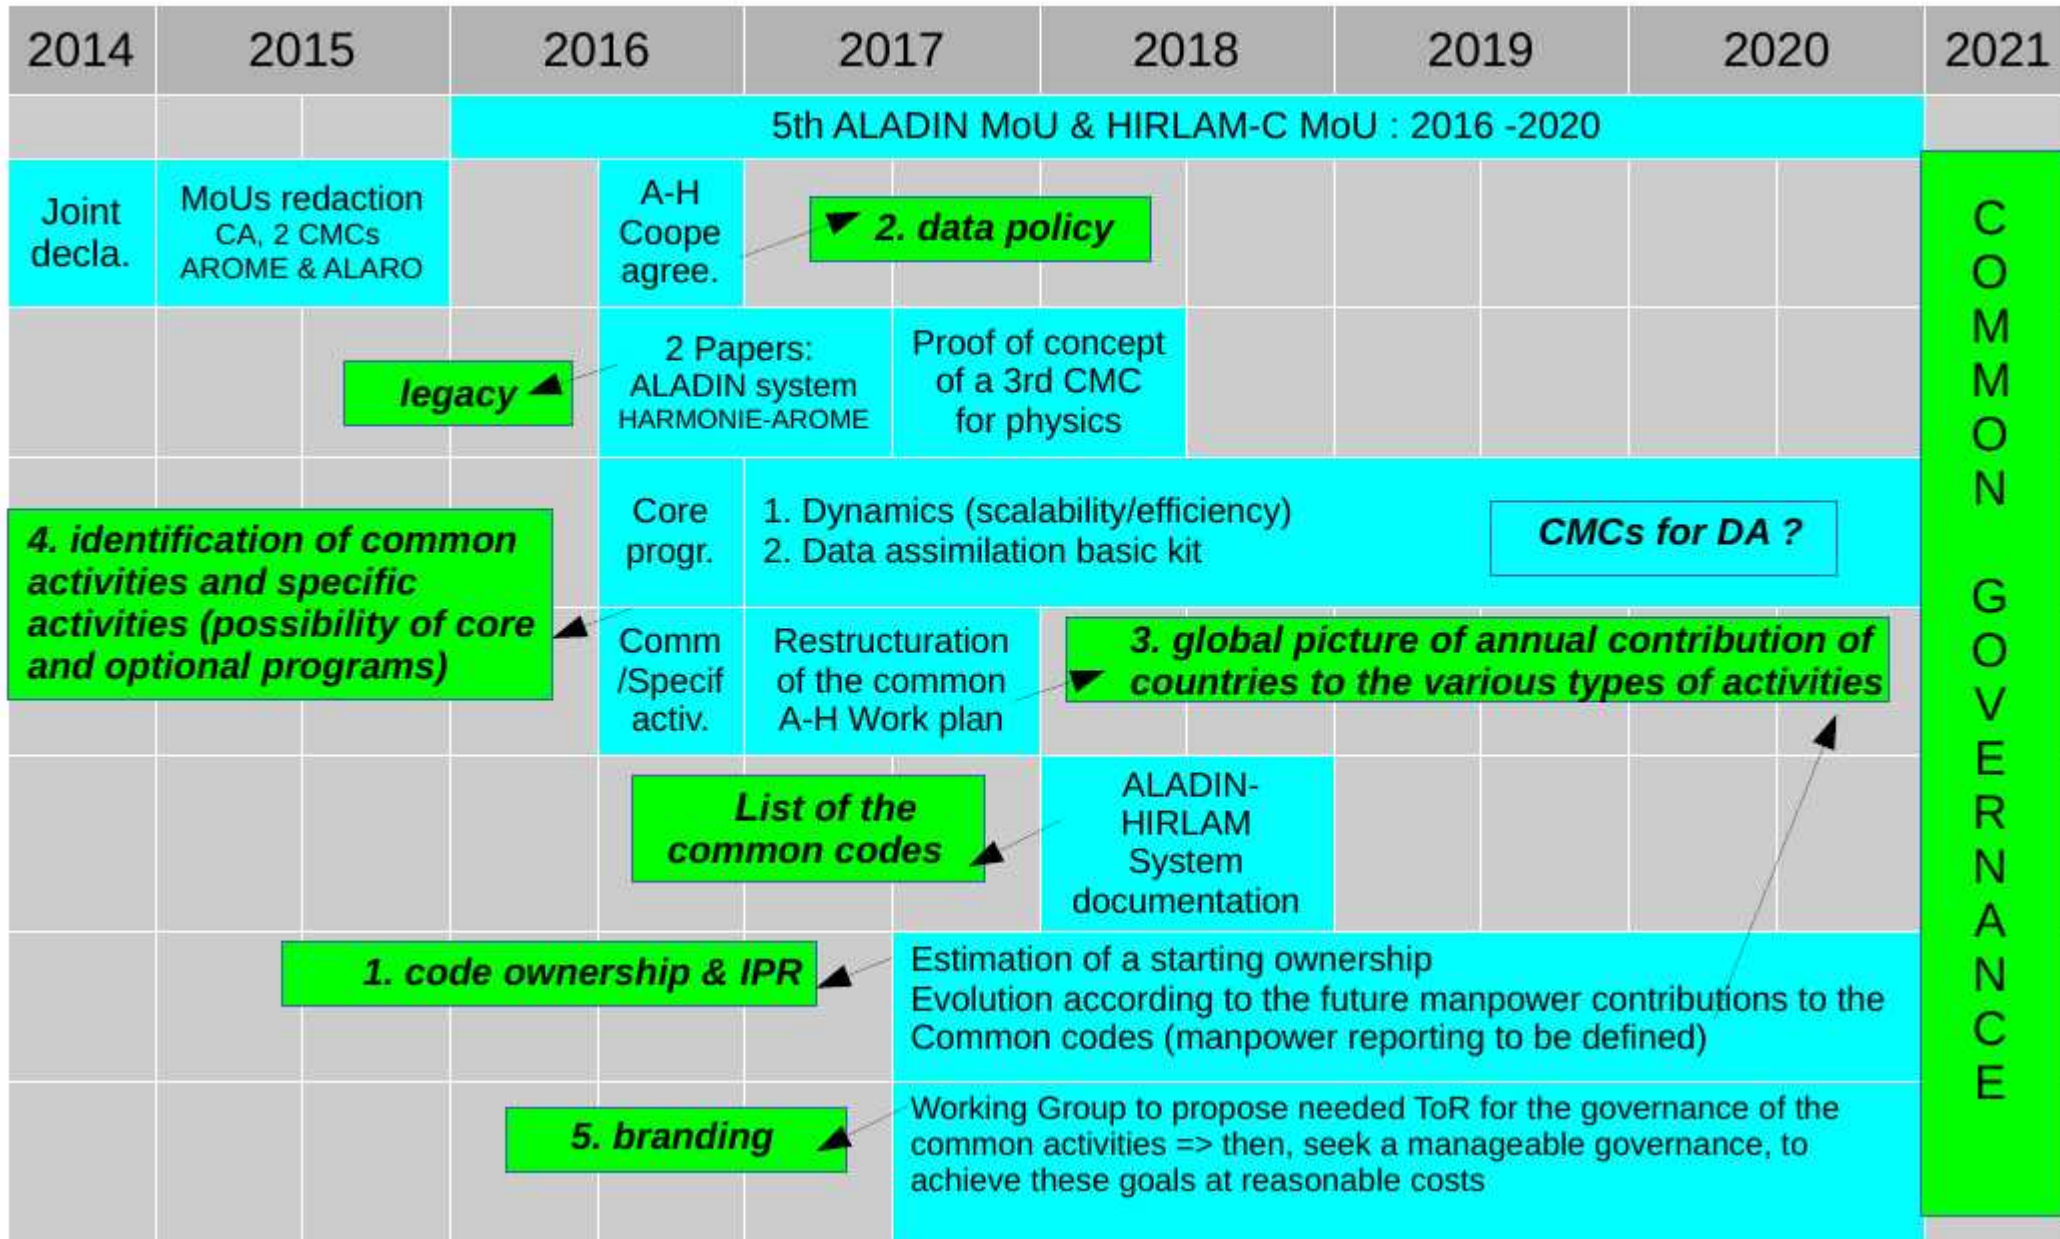 2014 2015 2016 2017 2018 2019 2020 2021
5th ALADIN MoU & HIRLAM-C MoU : 2016 -2020
Joint
decla.
MoUs redaction
CA, 2 CMCs
AROME & ALARO
A-H
Coope
agree.
2. data policy
legacy
2 Papers:
ALADIN system
HARMONIE-AROME
Proof of concept
of a 3rd CMC
for physics
4. identification of common
activities and specific
activities (possibility of core
and optional programs)
Core
progr.
1. Dynamics (scalability/efficiency)
2. Data assimilation basic kit
CMCs for DA ?
Comm
/Specif
activ.
Restructuration
of the common
A-H Work plan
3. global picture of annual contribution of
countries to the various types of activities
List of the
common codes
ALADIN-
HIRLAM
System
documentation
1. code ownership & IPR
Estimation of a starting ownership
Evolution according to the future manpower contributions to the
Common codes (manpower reporting to be defined)
5. branding
Working Group to propose needed ToR for the governance of the
common activities => then, seek a manageable governance, to
achieve these goals at reasonable costs
COMMON GOVERNANCE